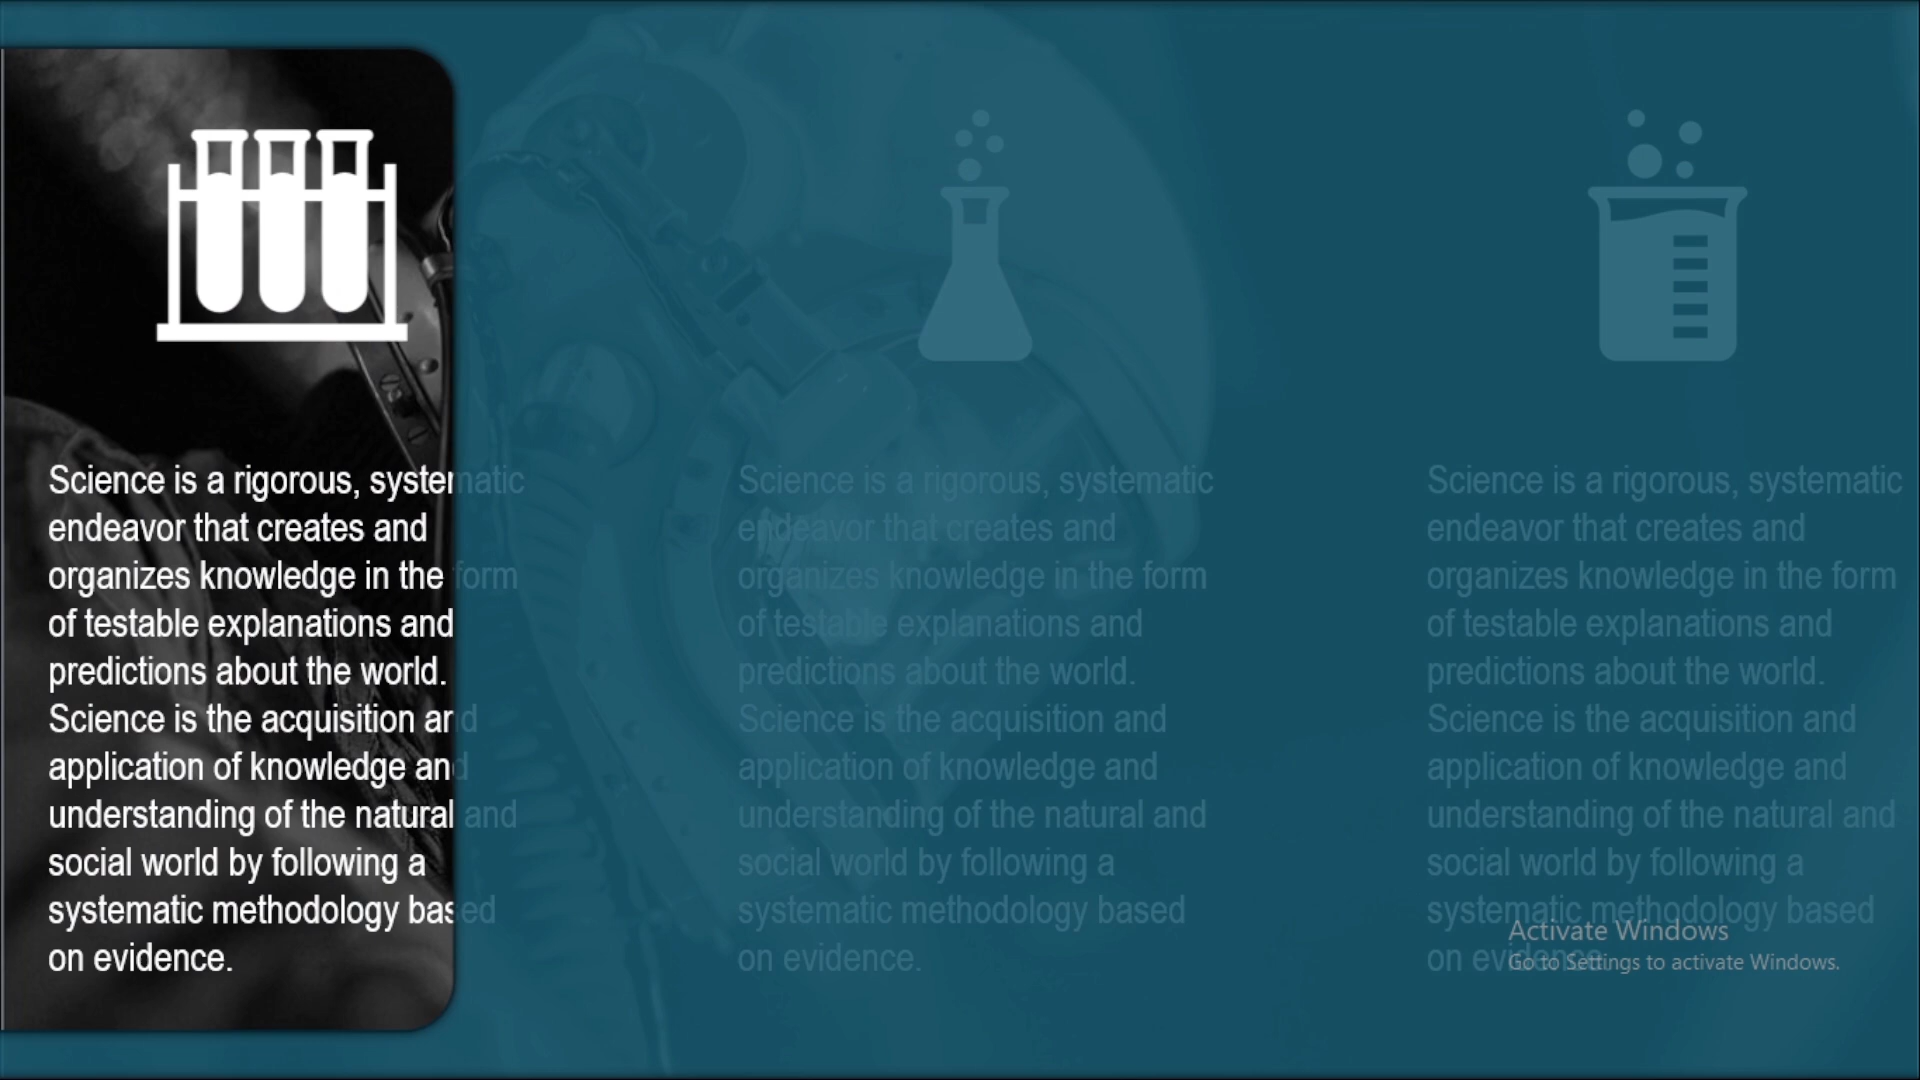 Science is a rigorous, systematic
endeavor that creates and
organizes knowledge in the form
of testable explanations and
predictions about the world.
Science is the acquisition and
application of knowledge and
understanding of the natural and
social world by following a
systematic methodology based
on evidence.
Science is a rigorous, systematic
endeavor that creates and
organizes knowledge in the form
of testable explanations and
predictions about the world.
Science is the acquisition and
application of knowledge and
understanding of the natural and
social world by following a
systematic methodology based
on evidence.
Science is a rigorous, systematic
endeavor that creates and
organizes knowledge in the form
of testable explanations and
predictions about the world.
Science is the acquisition and
application of knowledge and
understanding of the natural and
social world by following a
systematic methodology based
on evidence.
Activate Windows
Go to Settings to activate Windows.